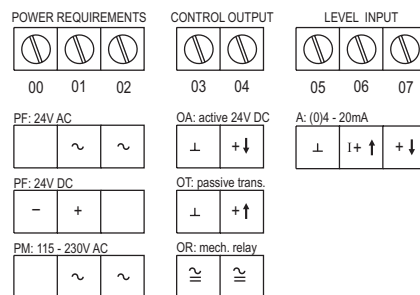 POWER REQUIREMENTS CONTROL OUTPUT LEVEL INPUT
00 01 02 03 04 05 06 07
PF: 24V AC OA: active 24V DC A: (0)4 - 20mA
~ ~ ⊥ +↓ ⊥ I+ ↑ +↓
PF: 24V DC OT: passive trans.
− + ⊥ +↑
PM: 115 - 230V AC OR: mech. relay
~ ~ ≅ ≅